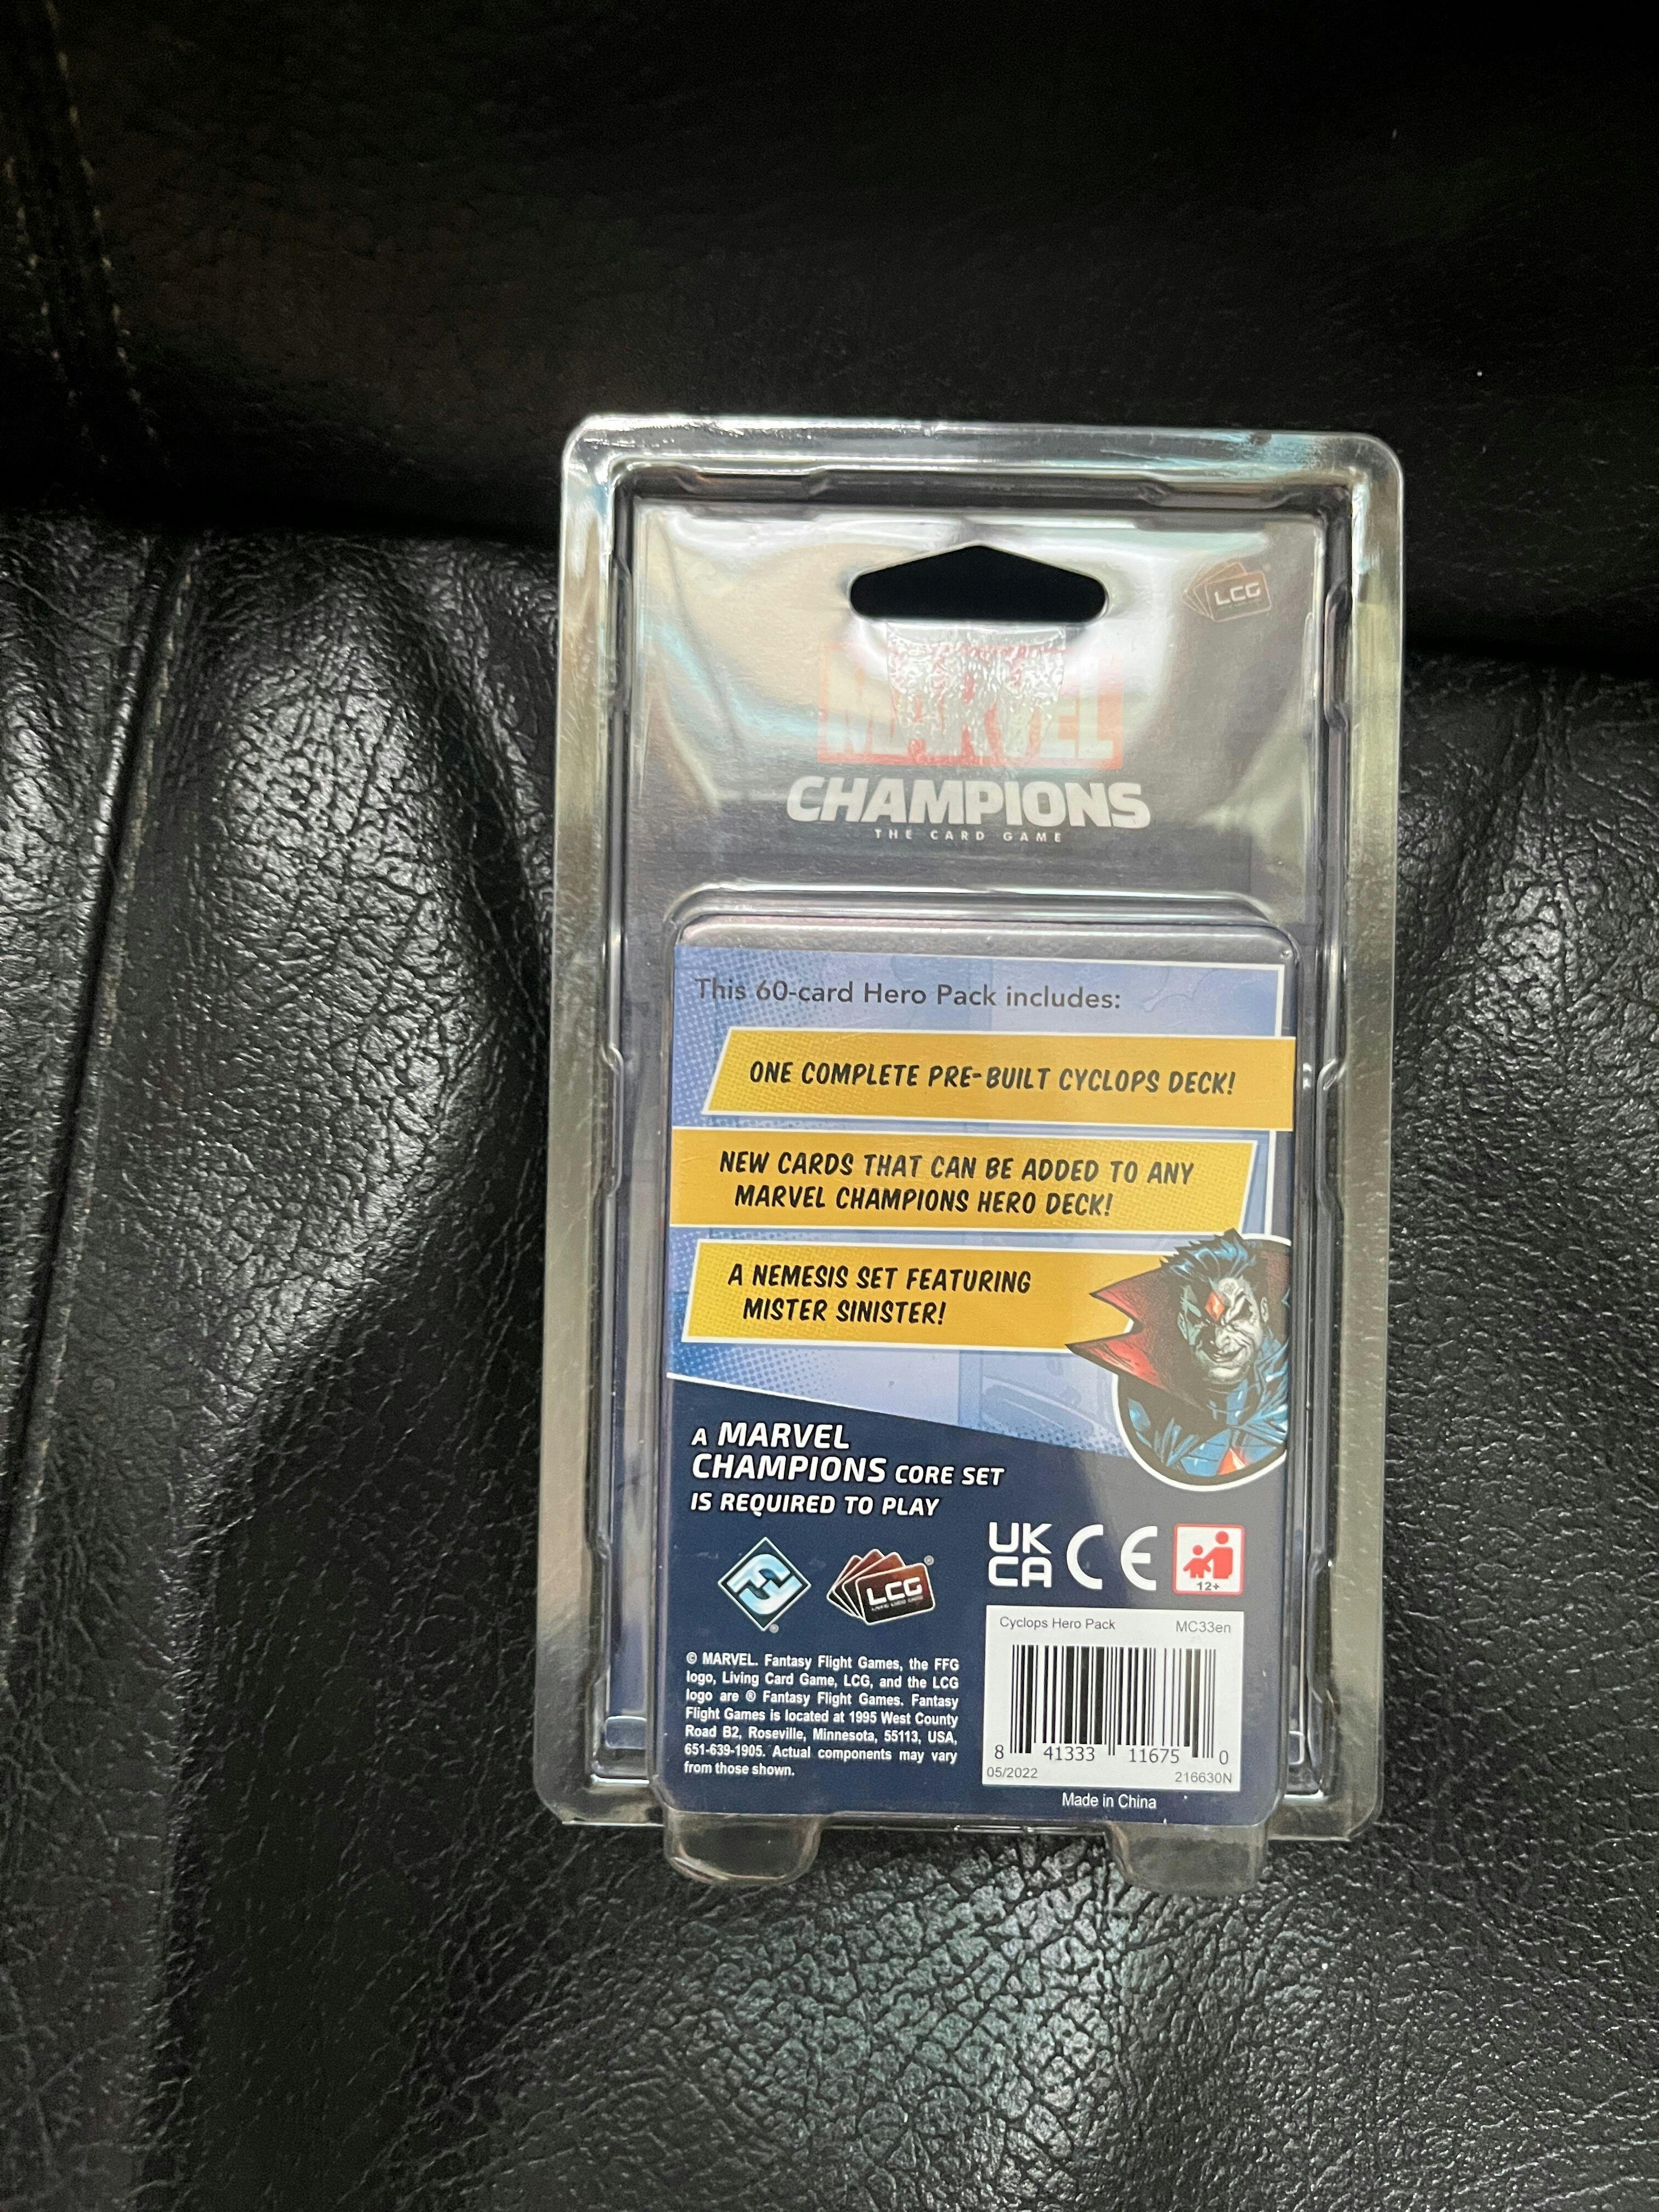 LCG
MARVEL
CHAMPIONS
THE CARD GAME
This 60-card Hero Pack includes:
ONE COMPLETE PRE-BUILT CYCLOPS DECK!
NEW CARDS THAT CAN BE ADDED TO ANY
MARVEL CHAMPIONS HERO DECK!
A NEMESIS SET FEATURING
MISTER SINISTER!
A MARVEL
CHAMPIONS CORE SET
IS REQUIRED TO PLAY
UK
CA CE
12+
LCG®
®
© MARVEL. Fantasy Flight Games, the FFG
logo, Living Card Game, LCG, and the LCG
logo are ® Fantasy Flight Games. Fantasy
Flight Games is located at 1995 West County
Road B2, Roseville, Minnesota, 55113, USA,
651-639-1905. Actual components may vary
from those shown.
Cyclops Hero Pack MC33en
8 41333 11675 0
05/2022 216630N
Made in China